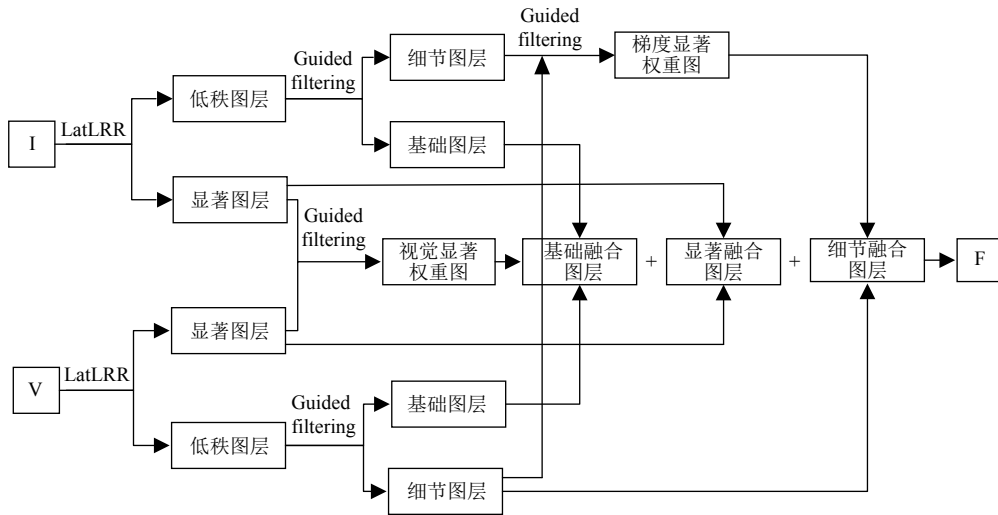 Guided
filtering
梯度显著
权重图
Guided
filtering
细节图层
低秩图层
LatLRR
I
基础图层
显著图层
Guided
filtering
视觉显著
权重图
基础融合
图层
+
显著融合
图层
+
细节融合
图层
F
显著图层
LatLRR
V
Guided
filtering
基础图层
低秩图层
细节图层